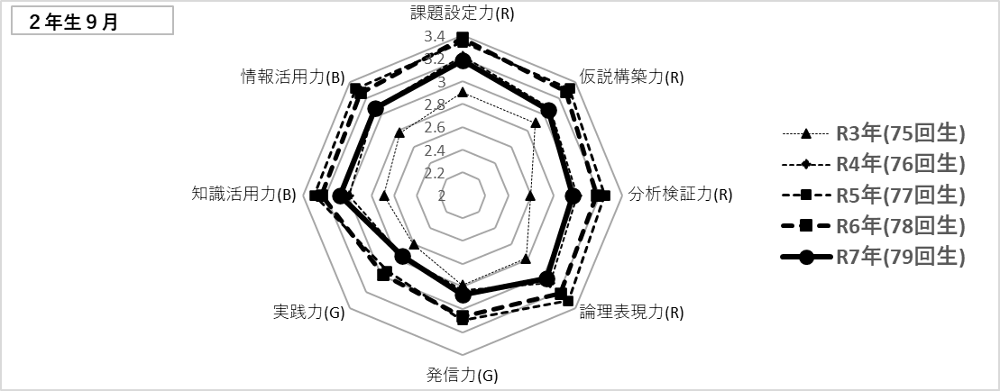 ２年生９月
課題設定力(R)
仮説構築力(R)
分析検証力(R)
論理表現力(R)
発信力(G)
実践力(G)
知識活用力(B)
情報活用力(B)
3.4
3.2
3
2.8
2.6
2.4
2.2
2
R3年(75回生)
R4年(76回生)
R5年(77回生)
R6年(78回生)
R7年(79回生)